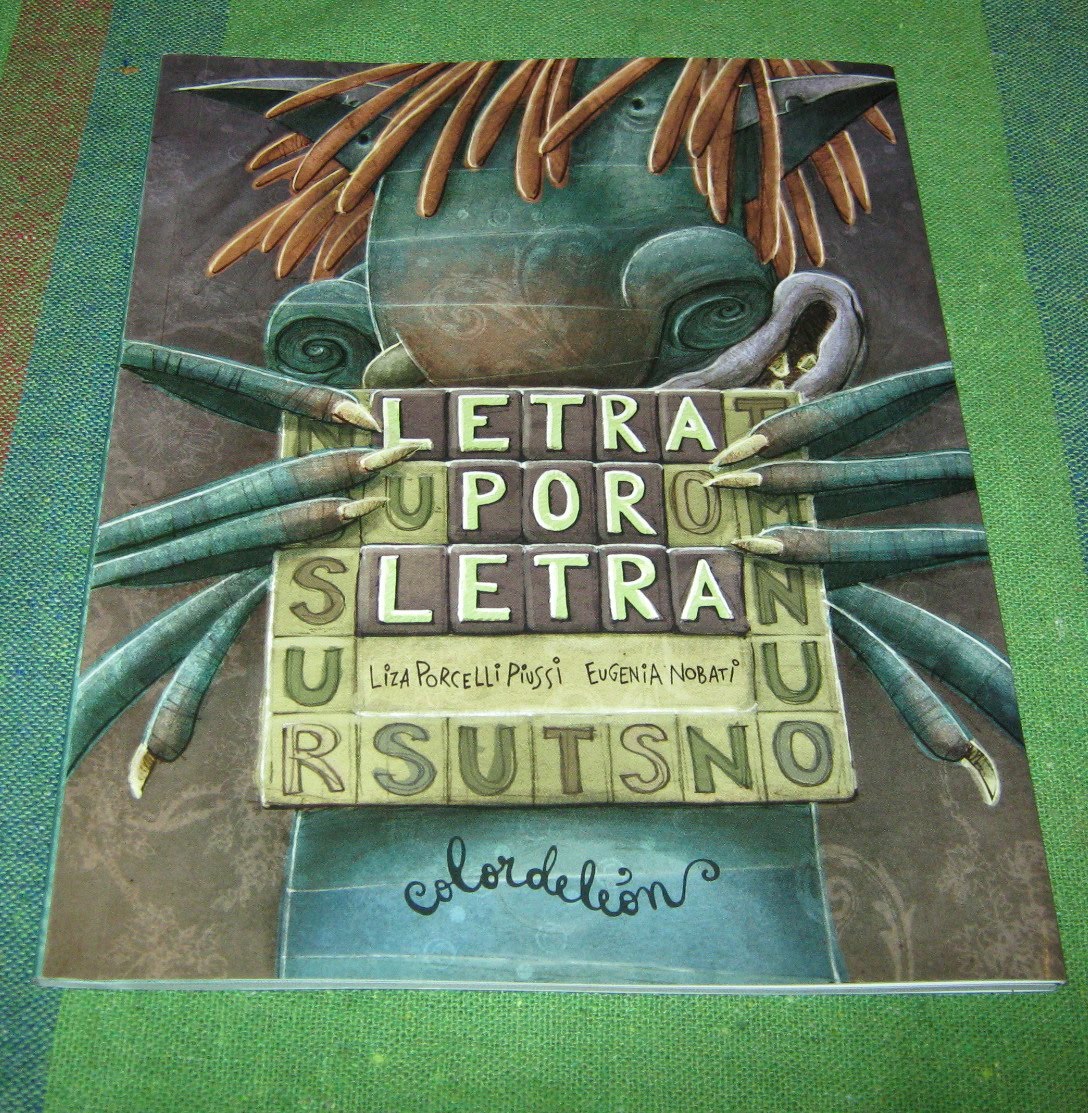 N LETRA T
U POR O M
S LETRA N
U LIZA PORCELLI PIUSSI EUGENIA NOBATI U
R S U T S N O
colordeleón